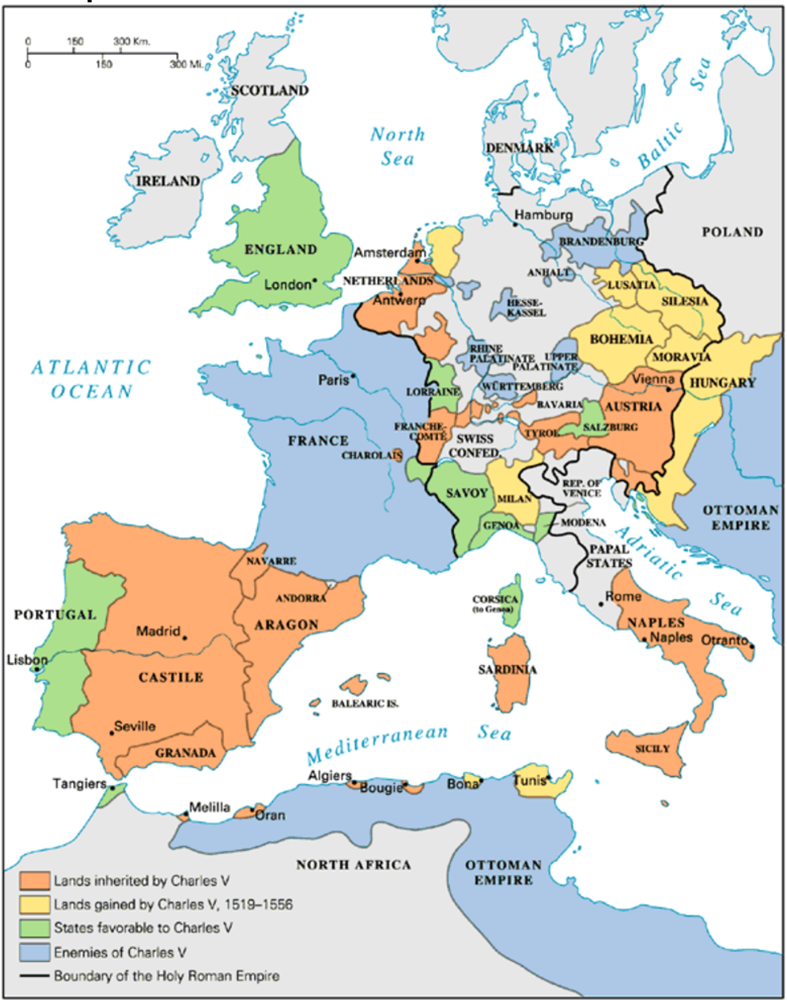 0 150 300 Km.
0 150 300 Mi.
SCOTLAND
North
Sea
Baltic
Sea
DENMARK
IRELAND
Hamburg
POLAND
BRANDENBURG
ENGLAND
Amsterdam
ANHALT
London
NETHERLANDS
LUSATIA
Antwerp
HESSE-
KASSEL
SILESIA
BOHEMIA
RHINE
PALATINATE
UPPER
PALATINATE
MORAVIA
ATLANTIC
OCEAN
Paris
Vienna
HUNGARY
LORRAINE
WÜRTTEMBERG
BAVARIA
AUSTRIA
FRANCHE-
COMTÉ
TYROL
SALZBURG
FRANCE
SWISS
CONFED.
CHAROLAIS
SAVOY
MILAN
REP. OF
VENICE
OTTOMAN
EMPIRE
GENOA
MODENA
Adriatic
Sea
PAPAL
STATES
NAVARRE
ANDORRA
CORSICA
(to Genoa)
Rome
PORTUGAL
ARAGON
NAPLES
Madrid
Naples
Otranto
Lisbon
CASTILE
SARDINIA
BALEARIC IS.
Seville
GRANADA
Mediterranean
Sea
SICILY
Tangiers
Algiers
Bougie
Bona
Tunis
Melilla
Oran
NORTH AFRICA
OTTOMAN
EMPIRE
Lands inherited by Charles V
Lands gained by Charles V, 1519–1556
States favorable to Charles V
Enemies of Charles V
Boundary of the Holy Roman Empire